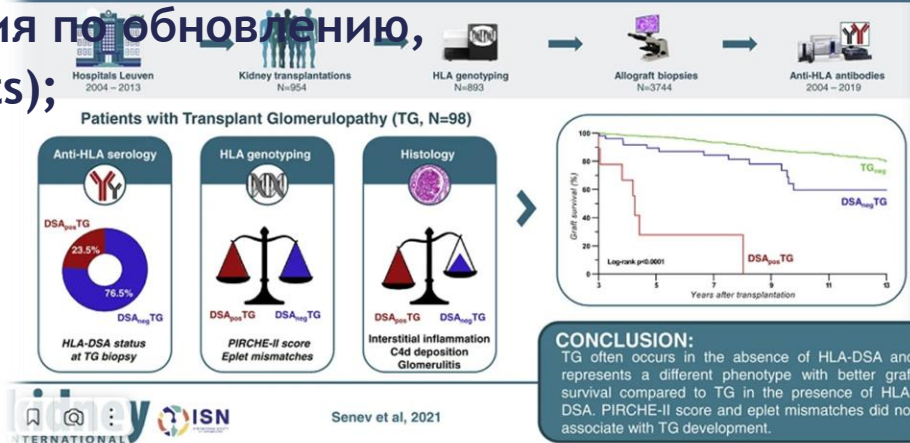 ия по обновлению,
ts);
Hospitals Leuven
2004 – 2013
Kidney transplantations
N=954
HLA genotyping
N=893
Allograft biopsies
N=3744
Anti-HLA antibodies
2004 – 2019
Patients with Transplant Glomerulopathy (TG, N=98)
Anti-HLA serology
DSAposTG
23.5%
76.5%
DSAnegTG
HLA-DSA status
at TG biopsy
HLA genotyping
DSAposTG DSAnegTG
PIRCHE-II score
Eplet mismatches
Histology
DSAposTG DSAnegTG
Interstitial inflammation
C4d deposition
Glomerulitis
Graft survival (%)
100
80
60
40
20
0
3 5 7 9 11 13
Years after transplantation
Log-rank p<0.0001
TGneg
DSAnegTG
DSAposTG
CONCLUSION:
TG often occurs in the absence of HLA-DSA and
represents a different phenotype with better graf
survival compared to TG in the presence of HLA
DSA. PIRCHE-II score and eplet mismatches did no
associate with TG development.
kidney
INTERNATIONAL
ISN
Senev et al, 2021